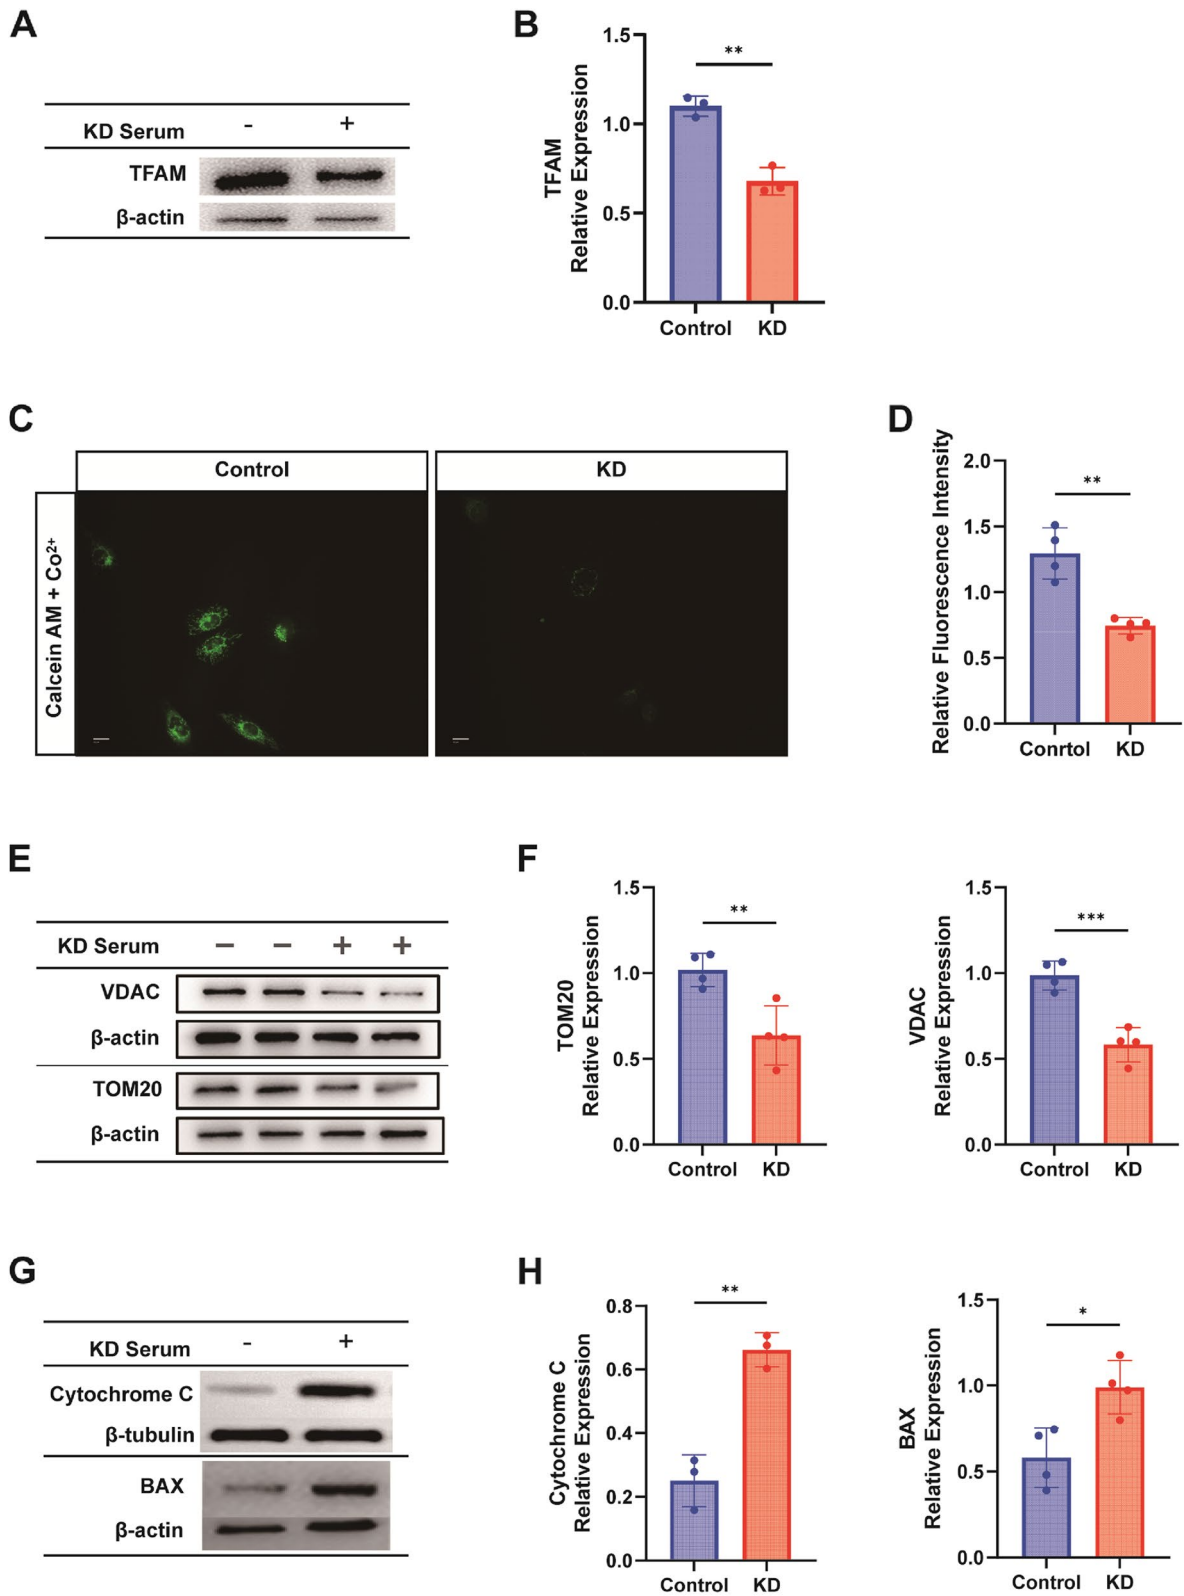 A
KD Serum - +
TFAM
β-actin
B
TFAM
Relative Expression
1.5
1.0
0.5
0.0
**
Control KD
C
Control KD
Calcein AM + Co²⁺
D
Relative Fluorescence Intensity
2.0
1.5
1.0
0.5
0.0
**
Conrtol KD
E
KD Serum − − + +
VDAC
β-actin
TOM20
β-actin
F
TOM20
Relative Expression
1.5
1.0
0.5
0.0
**
Control KD
VDAC
Relative Expression
1.5
1.0
0.5
0.0
***
Control KD
G
KD Serum - +
Cytochrome C
β-tubulin
BAX
β-actin
H
Cytochrome C
Relative Expression
0.8
0.6
0.4
0.2
0.0
**
Control KD
BAX
Relative Expression
1.5
1.0
0.5
0.0
*
Control KD